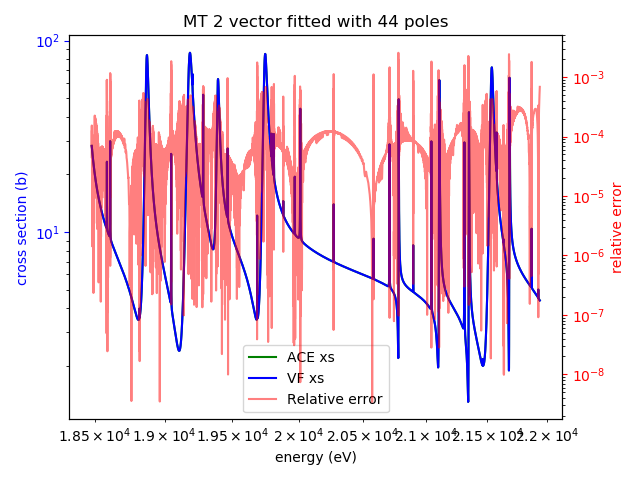 MT 2 vector fitted with 44 poles
10²
10¹
cross section (b)
10⁻³
10⁻⁴
10⁻⁵
10⁻⁶
10⁻⁷
10⁻⁸
relative error
ACE xs
VF xs
Relative error
1.85 × 10⁴ 1.9 × 10⁴ 1.95 × 10⁴ 2 × 10⁴ 2.05 × 10⁴ 2.1 × 10⁴ 2.15 × 10⁴ 2.2 × 10⁴
energy (eV)